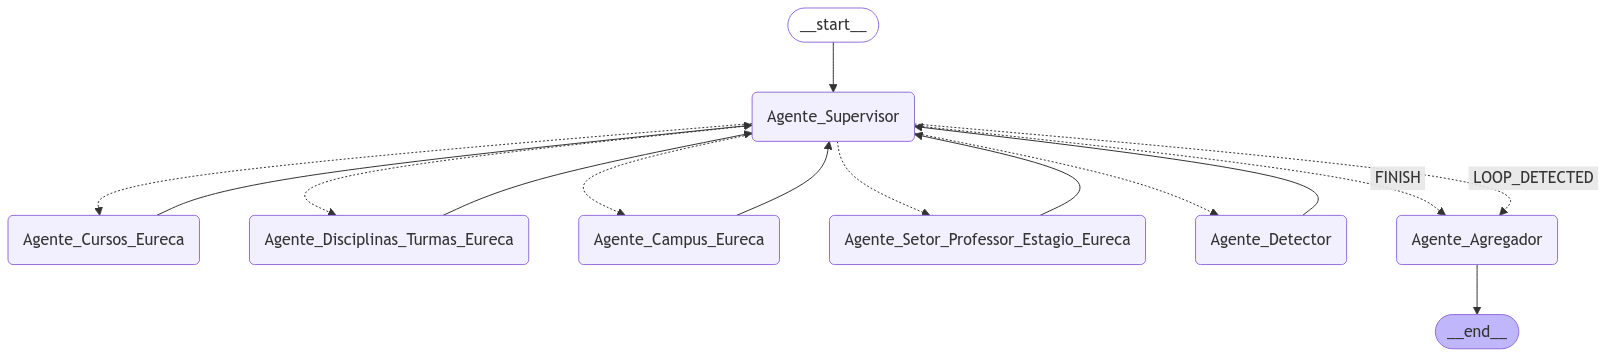 __start__
Agente_Supervisor
FINISH
LOOP_DETECTED
Agente_Cursos_Eureca
Agente_Disciplinas_Turmas_Eureca
Agente_Campus_Eureca
Agente_Setor_Professor_Estagio_Eureca
Agente_Detector
Agente_Agregador
__end__